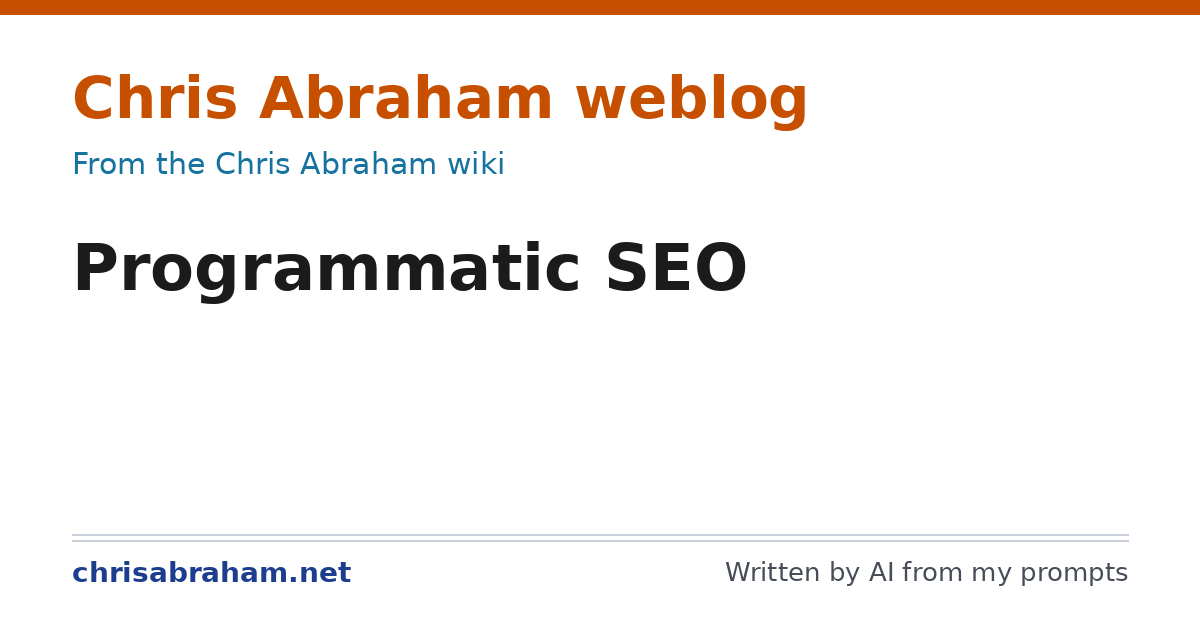 Chris Abraham weblog
From the Chris Abraham wiki
Programmatic SEO
chrisabraham.net
Written by AI from my prompts